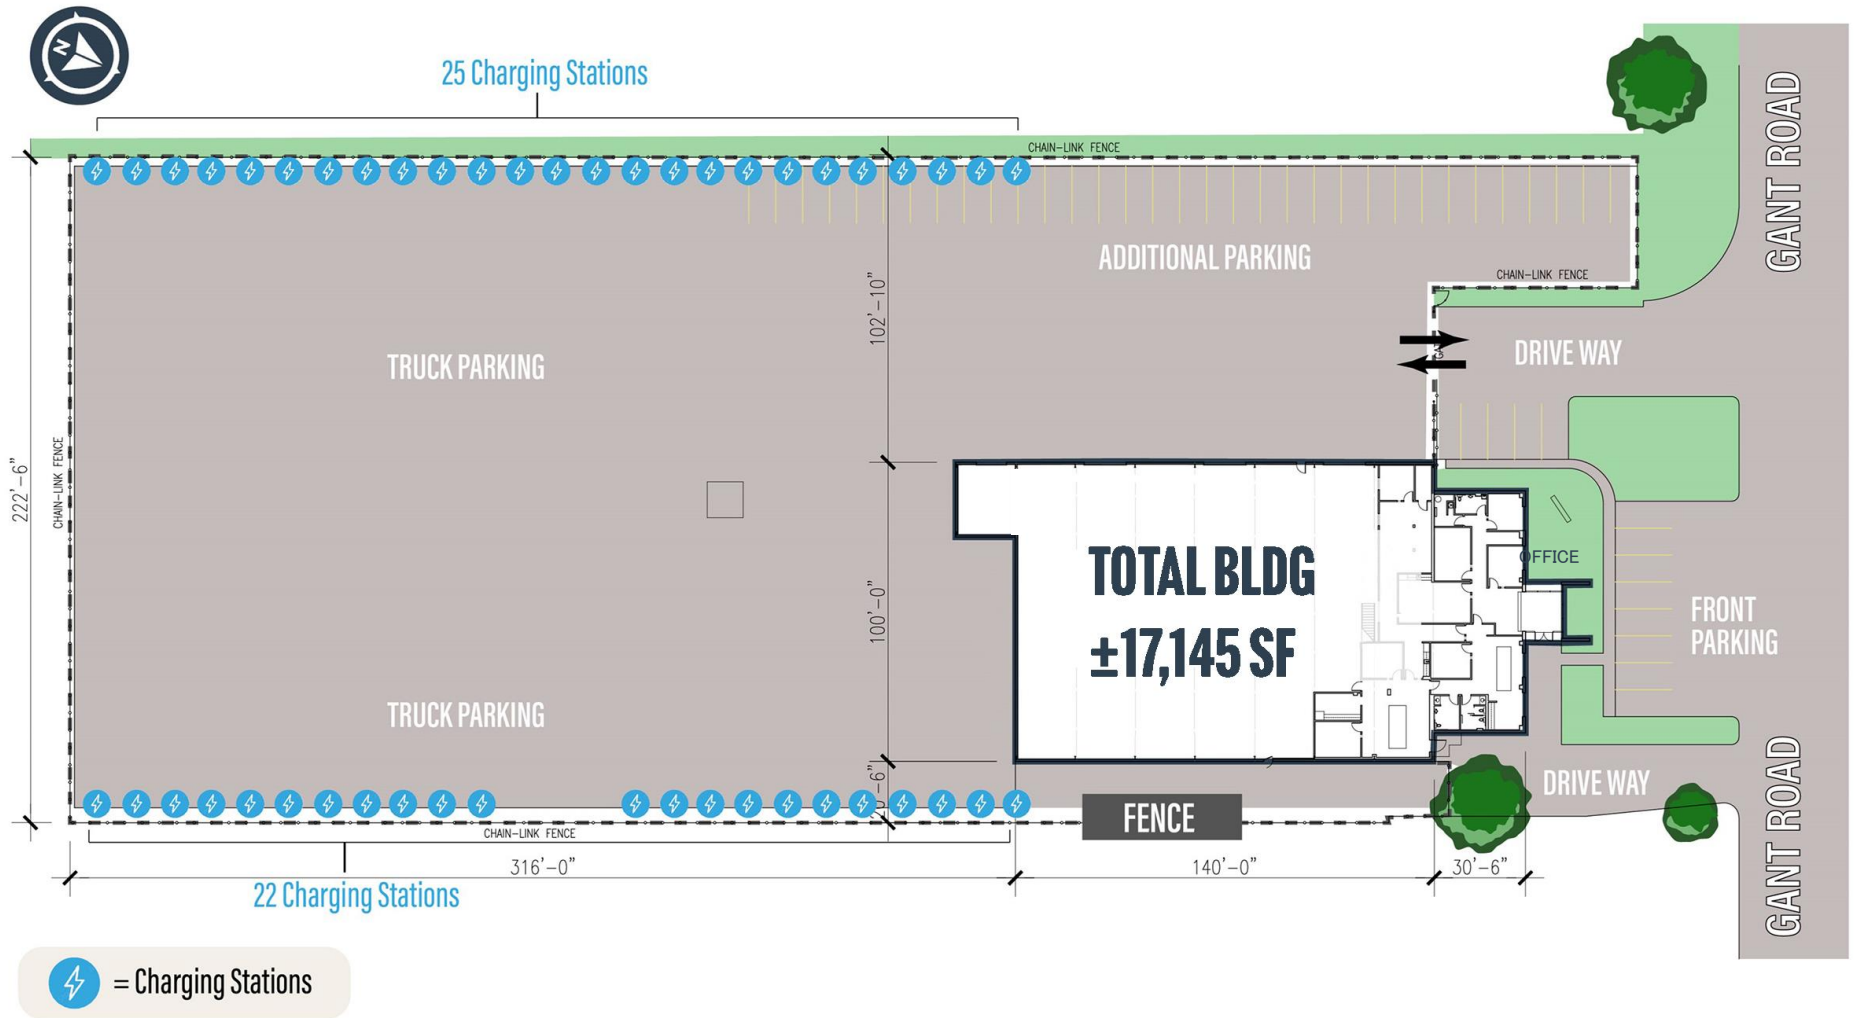 N
25 Charging Stations
CHAIN-LINK FENCE
GANT ROAD
ADDITIONAL PARKING
CHAIN-LINK FENCE
102'-10"
TRUCK PARKING
DRIVE WAY
222'-6"
CHAIN-LINK FENCE
TOTAL BLDG
±17,145 SF
OFFICE
100'-0"
FRONT
PARKING
TRUCK PARKING
DRIVE WAY
FENCE
CHAIN-LINK FENCE
GANT ROAD
316'-0"
140'-0"
30'-6"
22 Charging Stations
= Charging Stations